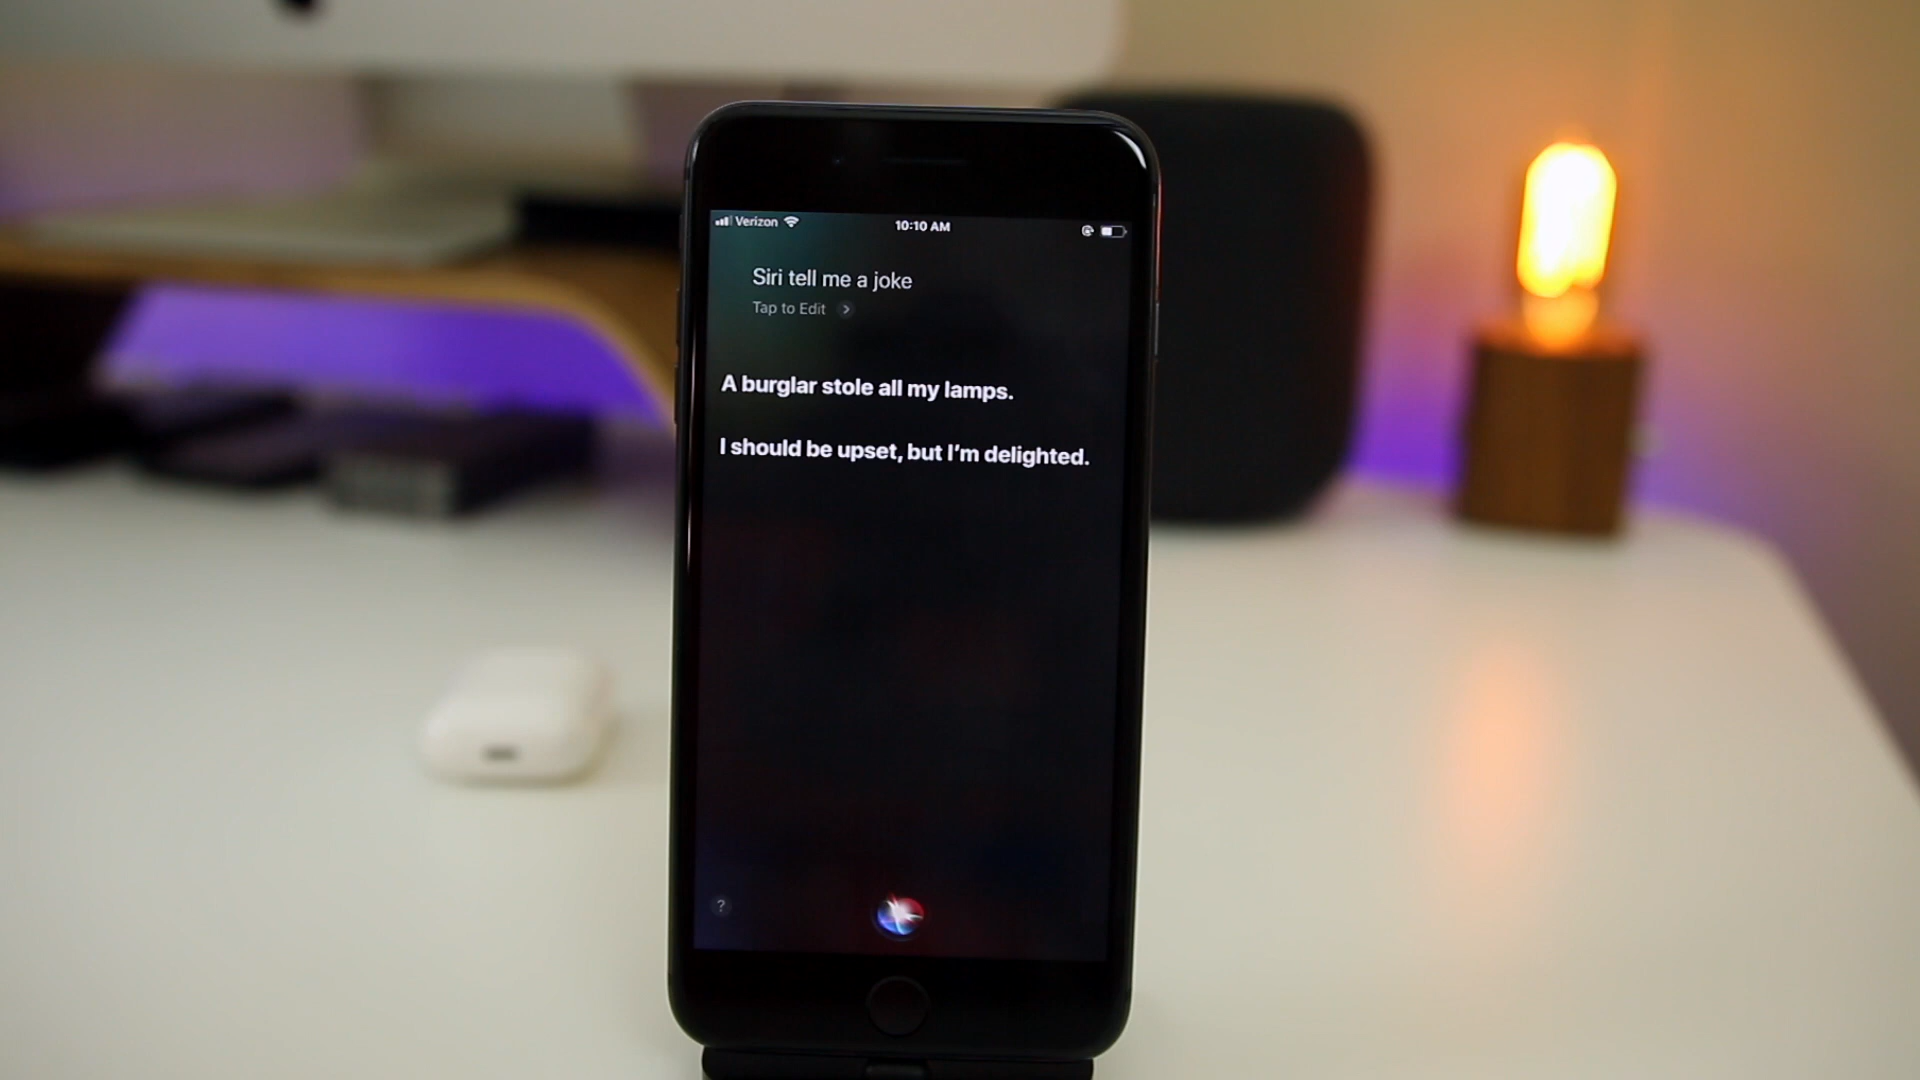 Verizon 10:10 AM
Siri tell me a joke
Tap to Edit
A burglar stole all my lamps.
I should be upset, but I'm delighted.
?